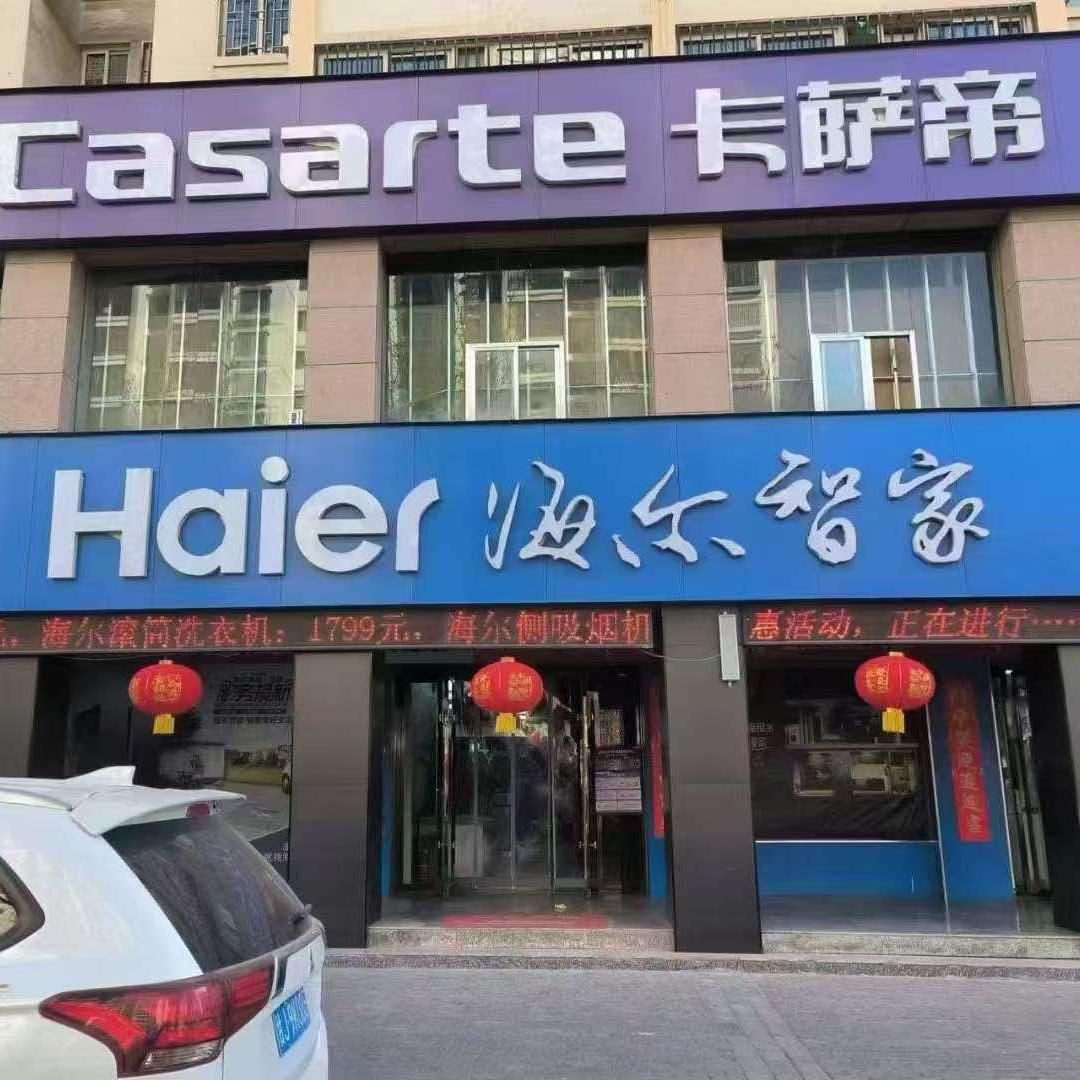 Casarte 卡萨帝
Haier 海尔智家
元。海尔滚筒洗衣机：1799元。海尔侧吸烟机
惠活动，正在进行……